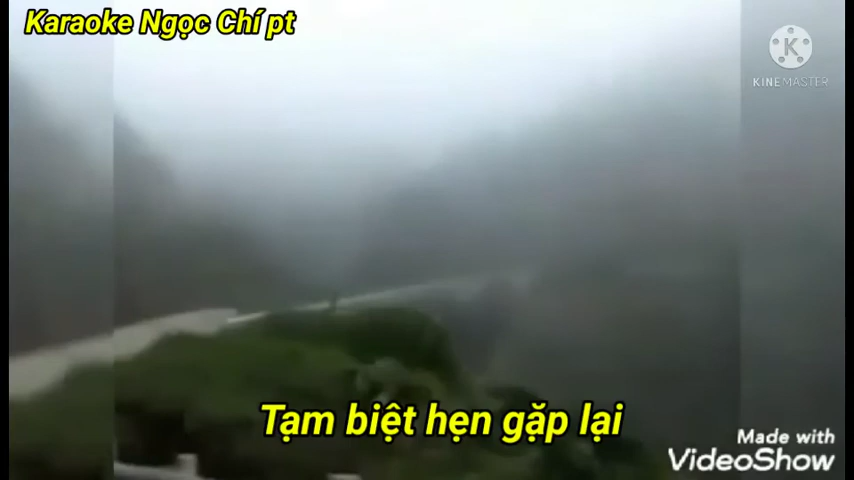 Karaoke Ngọc Chí pt
K
KINEMASTER
Tạm biệt hẹn gặp lại
Made with
VideoShow